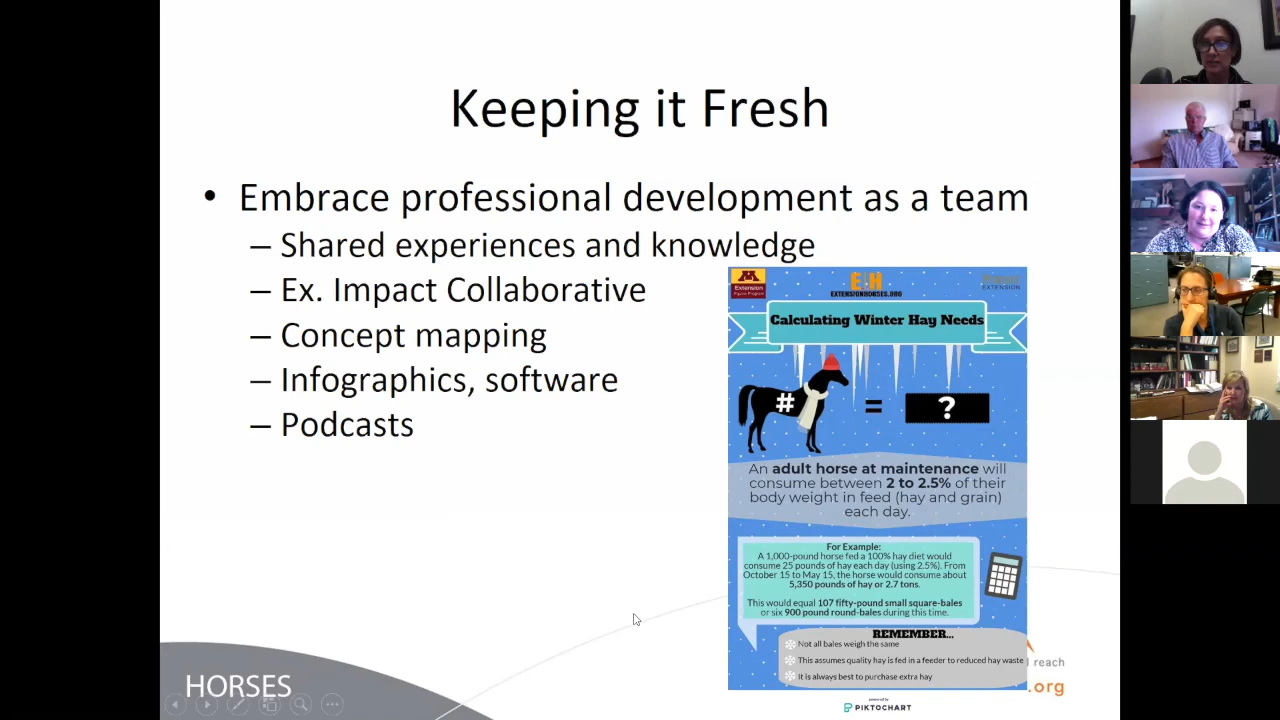 Keeping it Fresh
• Embrace professional development as a team
– Shared experiences and knowledge
– Ex. Impact Collaborative
– Concept mapping
– Infographics, software
– Podcasts
M
Extension
E|H
EXTENSIONHORSES.ORG
EXTENSION
Calculating Winter Hay Needs
# = ?
An adult horse at maintenance will
consume between 2 to 2.5% of their
body weight in feed (hay and grain)
each day.
For Example:
A 1,000-pound horse fed a 100% hay diet would
consume 25 pounds of hay each day (using 2.5%). From
October 15 to May 15, the horse would consume about
5,350 pounds of hay or 2.7 tons.
This would equal 107 fifty-pound small square-bales
or six 900 pound round-bales during this time.
REMEMBER...
Not all bales weigh the same
This assumes quality hay is fed in a feeder to reduced hay waste
It is always best to purchase extra hay
reach
.org
HORSES
powered by
PIKTOCHART